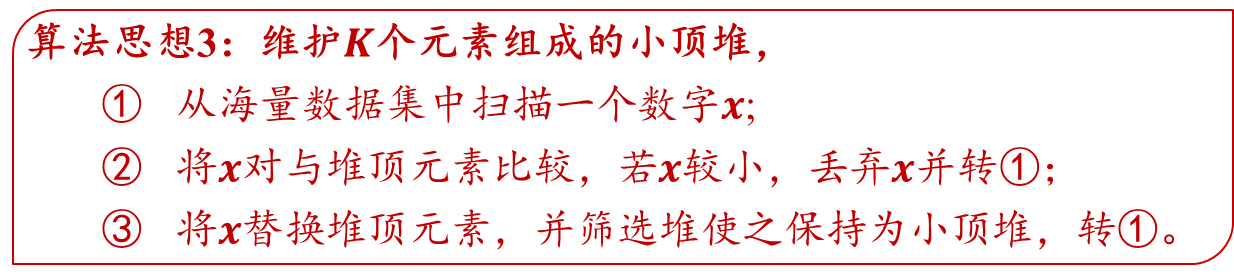 算法思想3：维护K个元素组成的小顶堆，
① 从海量数据集中扫描一个数字x;
② 将x对与堆顶元素比较，若x较小，丢弃x并转①；
③ 将x替换堆顶元素，并筛选堆使之保持为小顶堆，转①。